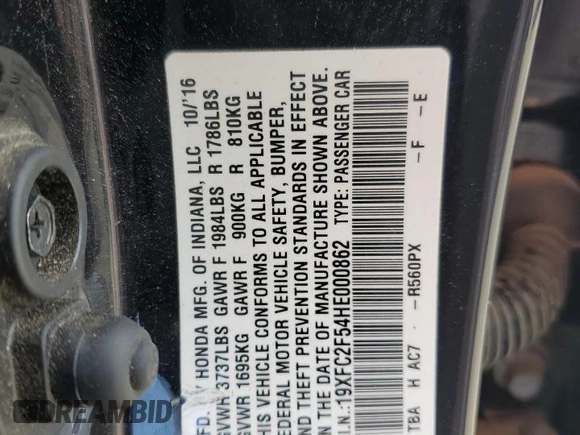 MFD. BY HONDA MFG. OF INDIANA, LLC 10/'16
GVWR 3737LBS GAWR F 1984LBS R 1786LBS
GVWR 1695KG GAWR F 900KG R 810KG
THIS VEHICLE CONFORMS TO ALL APPLICABLE
FEDERAL MOTOR VEHICLE SAFETY, BUMPER,
AND THEFT PREVENTION STANDARDS IN EFFECT
ON THE DATE OF MANUFACTURE SHOWN ABOVE.
V.I.N.:19XFC2F54HE000862 TYPE: PASSENGER CAR
TBA H AC7 - R560PX -F -E
AutoBidCar